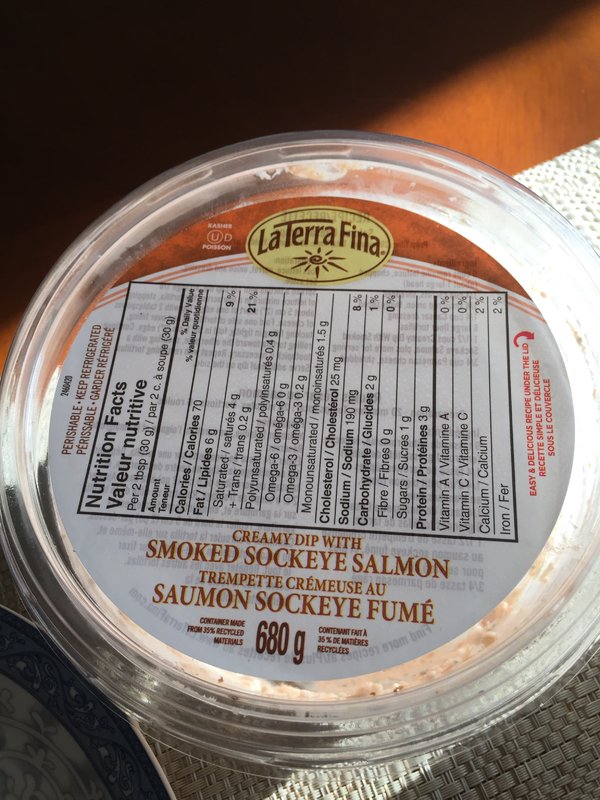 KASHER
U D
POISSON
LaTerra Fina
2468420
PERISHABLE • KEEP REFRIGERATED
PÉRISSABLE • GARDER RÉFRIGÉRÉ
Nutrition Facts
Valeur nutritive
Per 2 tbsp (30 g) / par 2 c. à soupe (30 g)
Amount % Daily Value
Teneur % valeur quotidienne
Calories / Calories 70
Fat / Lipides 6 g 9 %
Saturated / saturés 4 g
+ Trans / trans 0.2 g 21 %
Polyunsaturated / polyinsaturés 0.4 g
Omega-6 / oméga-6 0 g
Omega-3 / oméga-3 0.2 g
Monounsaturated / monoinsaturés 1.5 g
Cholesterol / Cholestérol 25 mg
Sodium / Sodium 190 mg 8 %
Carbohydrate / Glucides 2 g 1 %
Fibre / Fibres 0 g 0 %
Sugars / Sucres 1 g
Protein / Protéines 3 g
Vitamin A / Vitamine A 0 %
Vitamin C / Vitamine C 0 %
Calcium / Calcium 2 %
Iron / Fer 2 %
EASY & DELICIOUS RECIPE UNDER THE LID
RECETTE SIMPLE ET DÉLICIEUSE
SOUS LE COUVERCLE
CREAMY DIP WITH
SMOKED SOCKEYE SALMON
TREMPETTE CRÉMEUSE AU
SAUMON SOCKEYE FUMÉ
CONTAINER MADE
FROM 35% RECYCLED
MATERIALS
680 g
CONTENANT FAIT À
35 % DE MATIÈRES
RECYCLÉES